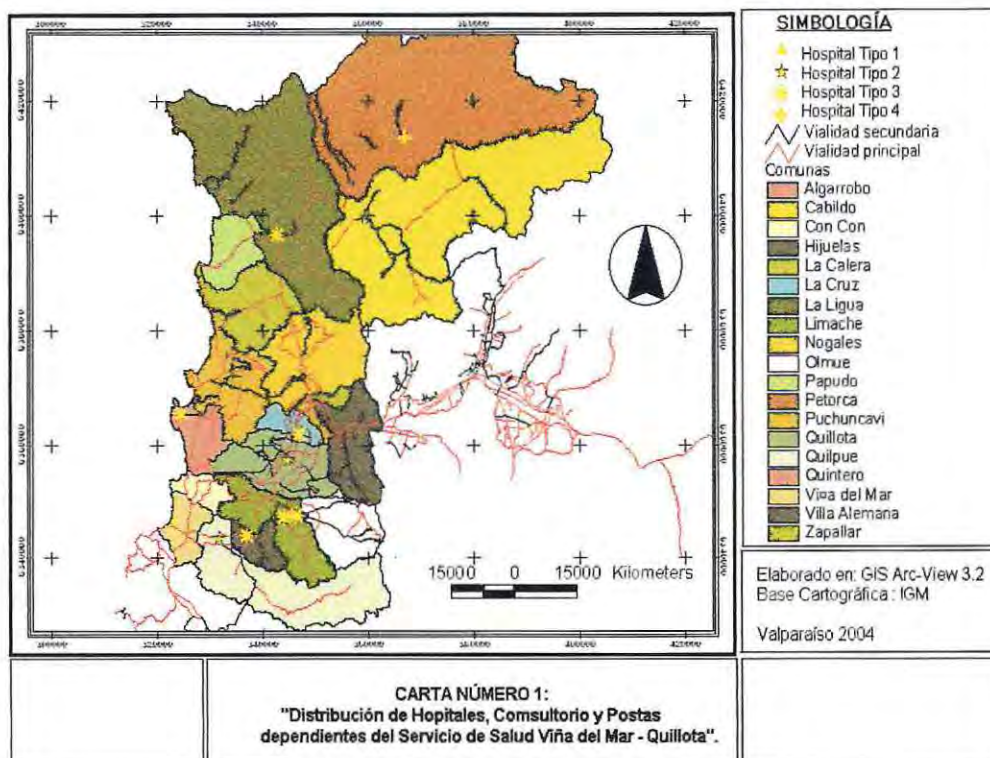 SIMBOLOGÍA
Hospital Tipo 1
Hospital Tipo 2
Hospital Tipo 3
Hospital Tipo 4
Vialidad secundaria
Vialidad principal
Comunas
Algarrobo
Cabildo
Con Con
Hijuelas
La Calera
La Cruz
La Ligua
Limache
Nogales
Olmue
Papudo
Petorca
Puchuncavi
Quillota
Quilpue
Quintero
Viña del Mar
Villa Alemana
Zapallar
15000 0 15000 Kilometers
Elaborado en: GIS Arc-View 3.2
Base Cartográfica : IGM
Valparaíso 2004
CARTA NÚMERO 1:
"Distribución de Hopitales, Comsultorio y Postas
dependientes del Servicio de Salud Viña del Mar - Quillota".